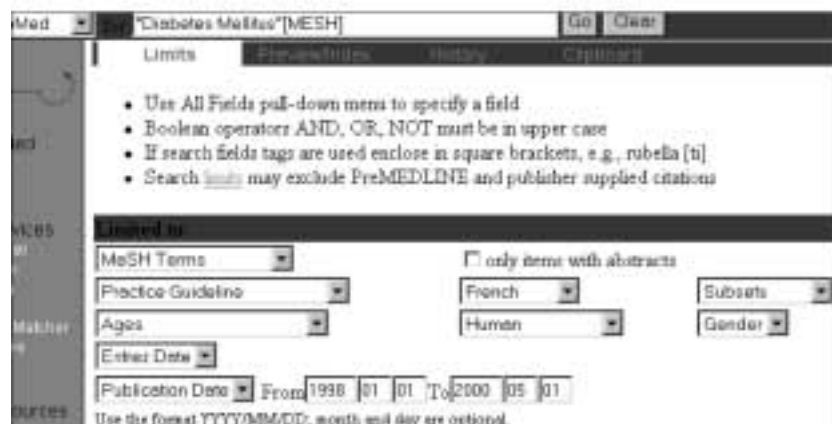 Med "Diabetes Mellitus"[MESH] Go Clear
Limits Preview/Index History Clipboard
• Use All Fields pull-down menu to specify a field
• Boolean operators AND, OR, NOT must be in upper case
• If search fields tags are used enclose in square brackets, e.g., rubella [ti]
• Search limits may exclude PreMEDLINE and publisher supplied citations
Limited to
MeSH Terms only items with abstracts
Practice Guideline French Subsets
Ages Human Gender
Entrez Date
Publication Date From 1998 01 01 To 2000 05 01
Use the format YYYY/MM/DD; month and day are optional.